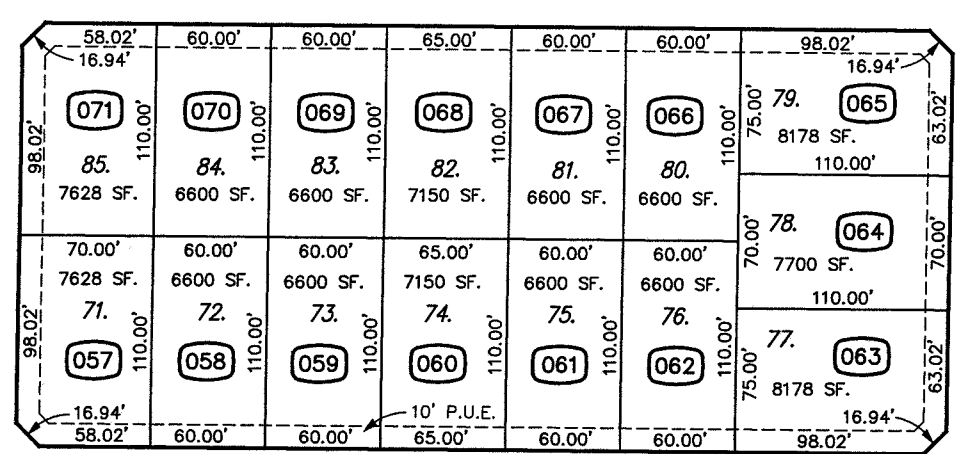 58.02' 60.00' 60.00' 65.00' 60.00' 60.00' 98.02'
16.94' 16.94'
071 070 069 068 067 066 79. 065
98.02' 110.00' 110.00' 110.00' 110.00' 110.00' 110.00' 75.00' 63.02'
8178 SF.
85. 84. 83. 82. 81. 80. 110.00'
7628 SF. 6600 SF. 6600 SF. 7150 SF. 6600 SF. 6600 SF.
78. 064
70.00' 70.00'
70.00' 60.00' 60.00' 65.00' 60.00' 60.00'
7700 SF.
7628 SF. 6600 SF. 6600 SF. 7150 SF. 6600 SF. 6600 SF.
110.00'
71. 72. 73. 74. 75. 76.
77. 063
98.02' 110.00' 110.00' 110.00' 110.00' 110.00' 110.00' 75.00' 63.02'
057 058 059 060 061 062
8178 SF.
16.94' 10' P.U.E. 16.94'
58.02' 60.00' 60.00' 65.00' 60.00' 60.00' 98.02'